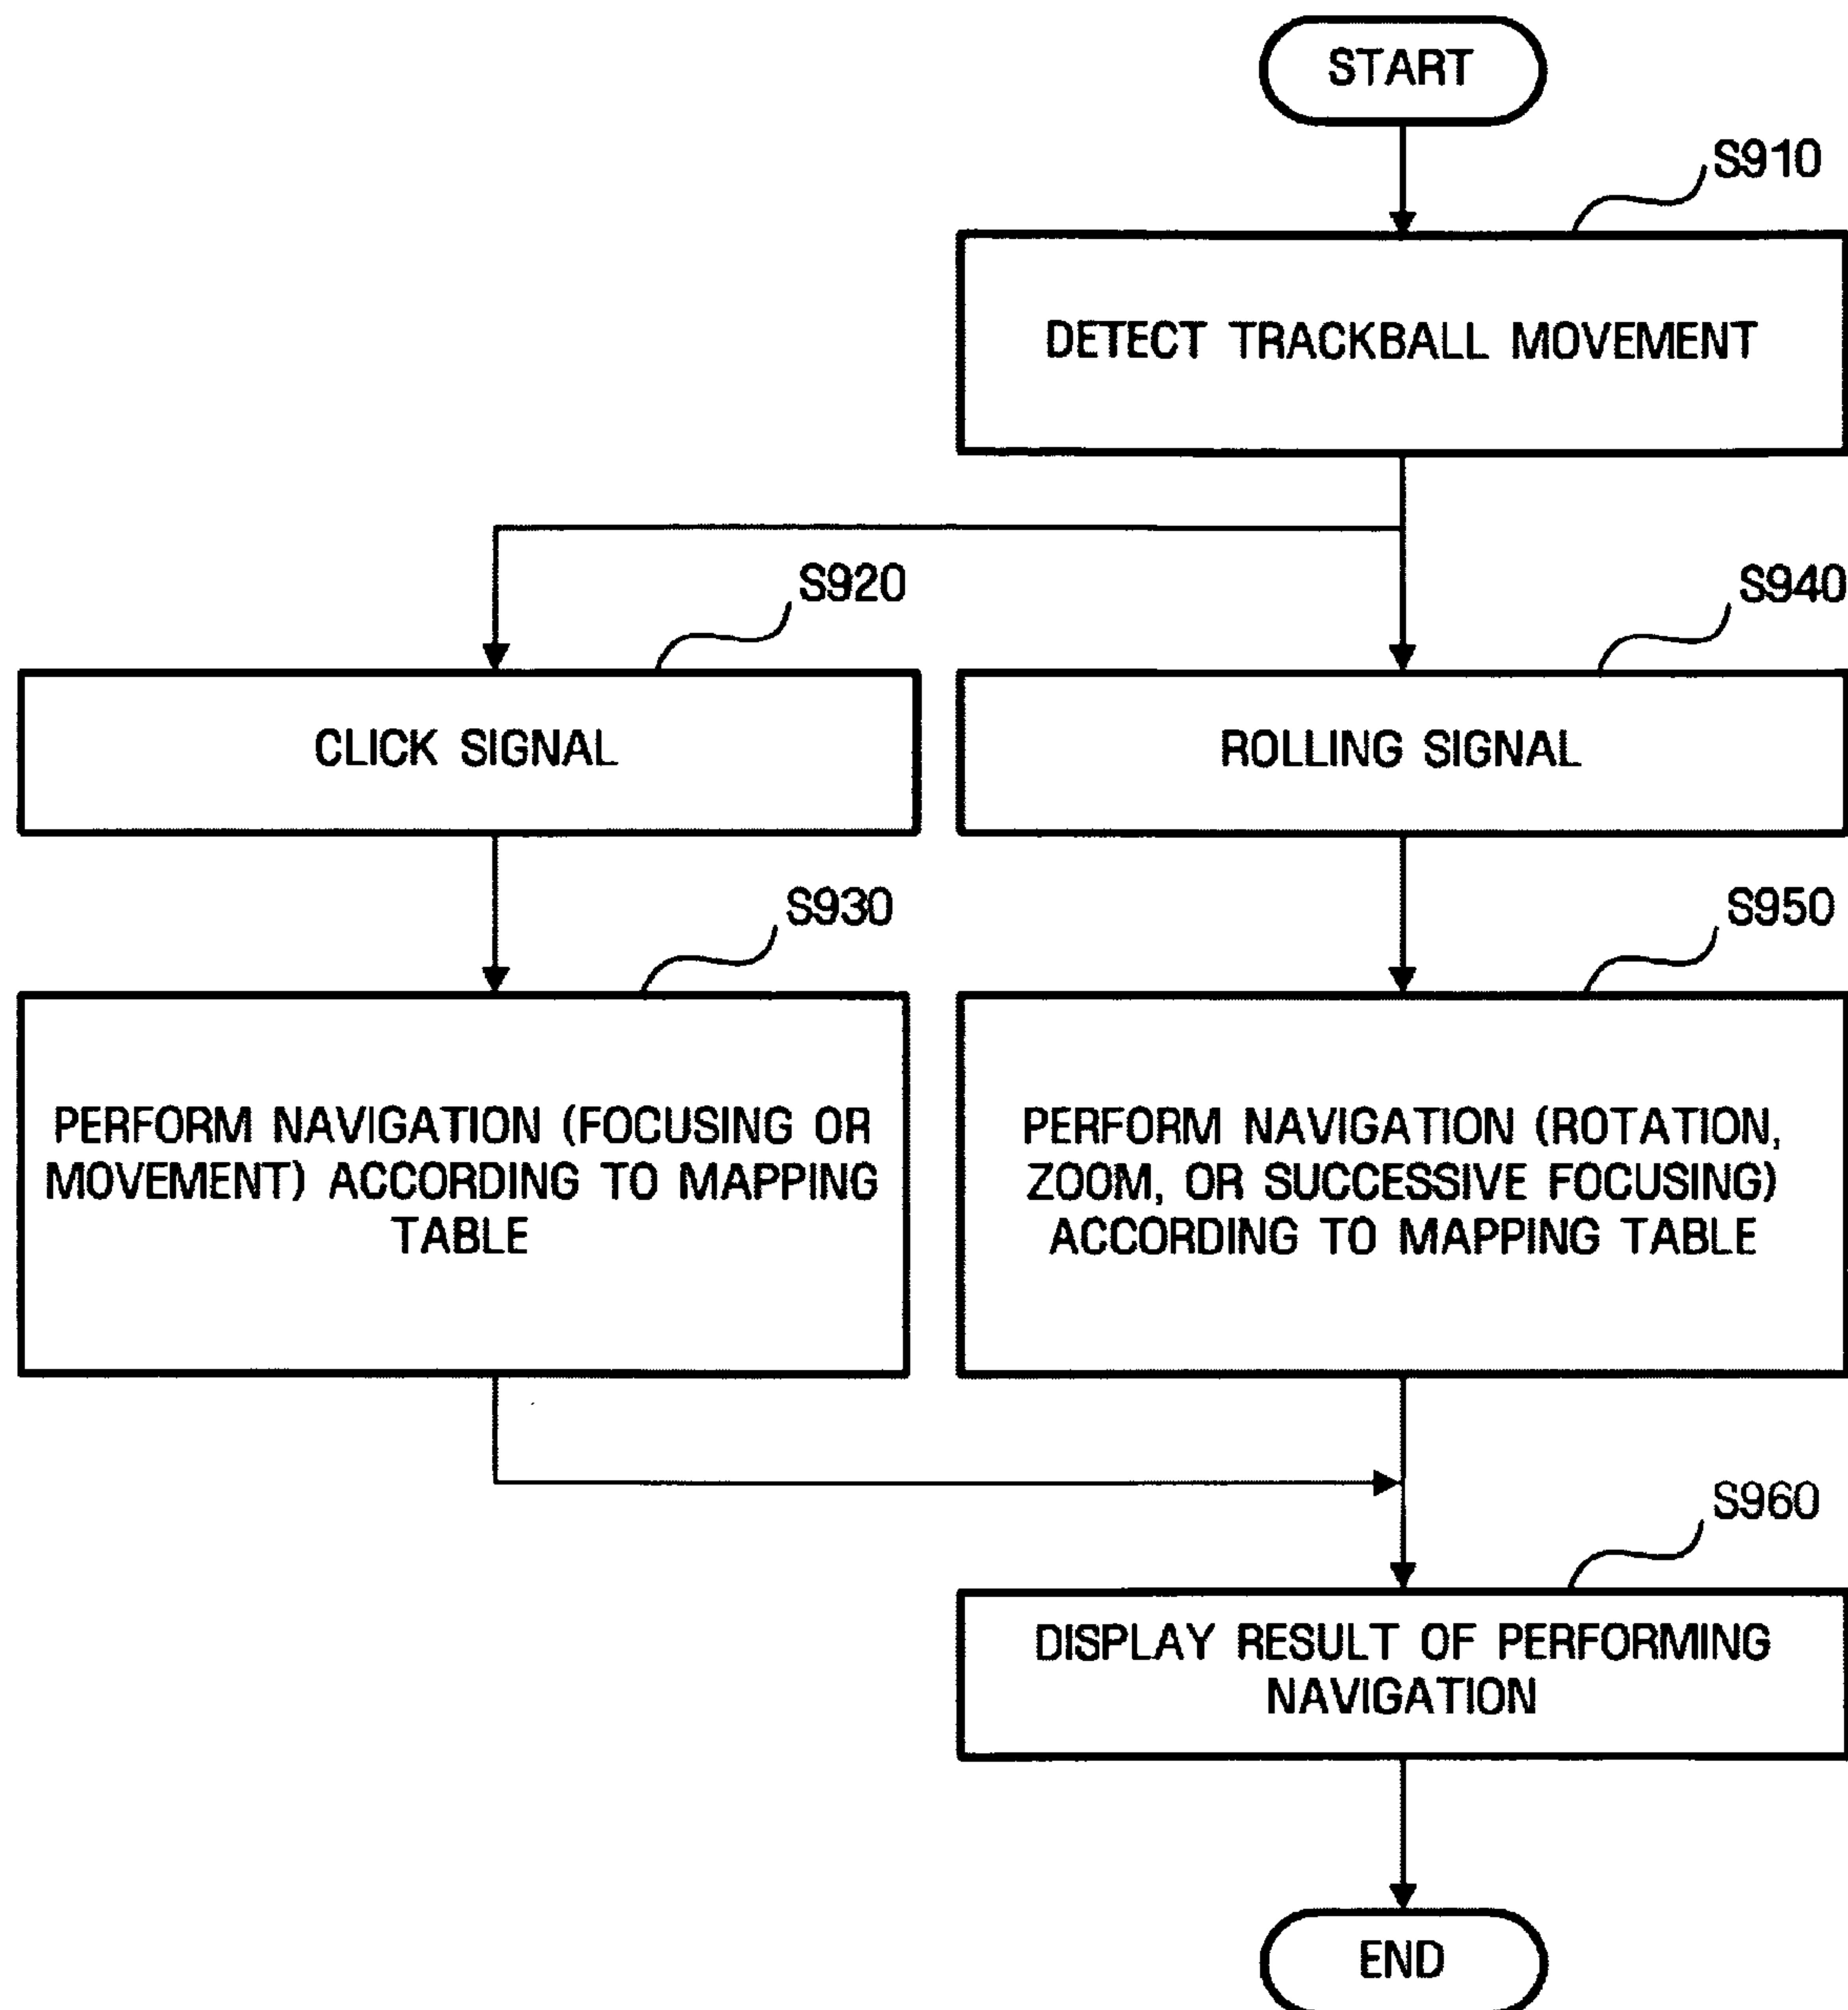 START
S910
DETECT TRACKBALL MOVEMENT
S920
S940
CLICK SIGNAL
ROLLING SIGNAL
S930
S950
PERFORM NAVIGATION (FOCUSING OR
MOVEMENT) ACCORDING TO MAPPING
TABLE
PERFORM NAVIGATION (ROTATION,
ZOOM, OR SUCCESSIVE FOCUSING)
ACCORDING TO MAPPING TABLE
S960
DISPLAY RESULT OF PERFORMING
NAVIGATION
END